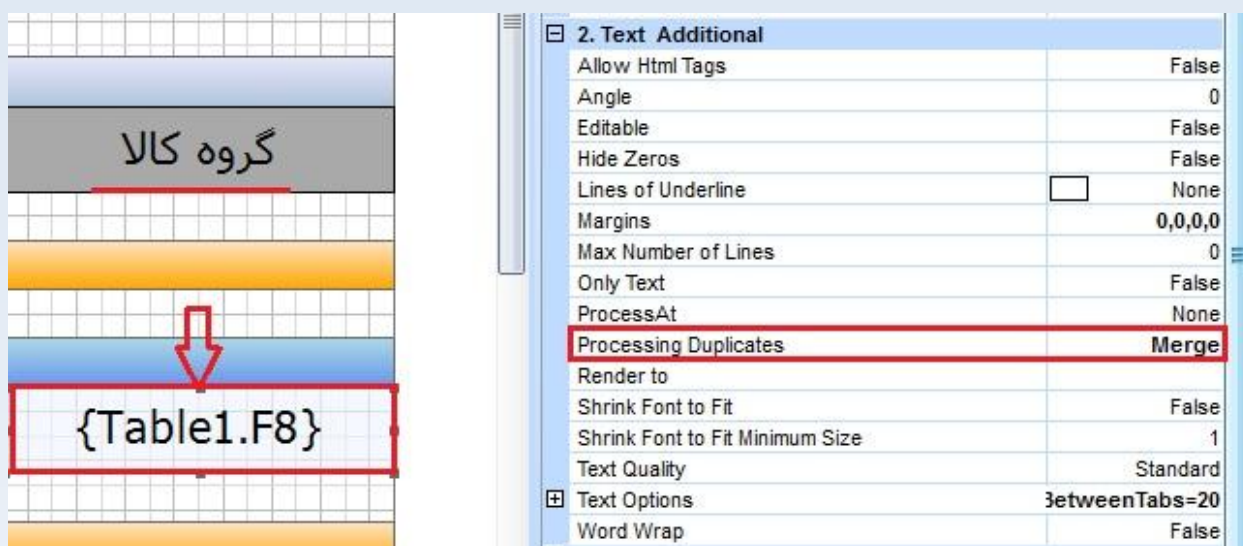 گروه کالا
{Table1.F8}
2. Text Additional
Allow Html Tags False
Angle 0
Editable False
Hide Zeros False
Lines of Underline None
Margins 0,0,0,0
Max Number of Lines 0
Only Text False
ProcessAt None
Processing Duplicates Merge
Render to
Shrink Font to Fit False
Shrink Font to Fit Minimum Size 1
Text Quality Standard
Text Options BetweenTabs=20
Word Wrap False